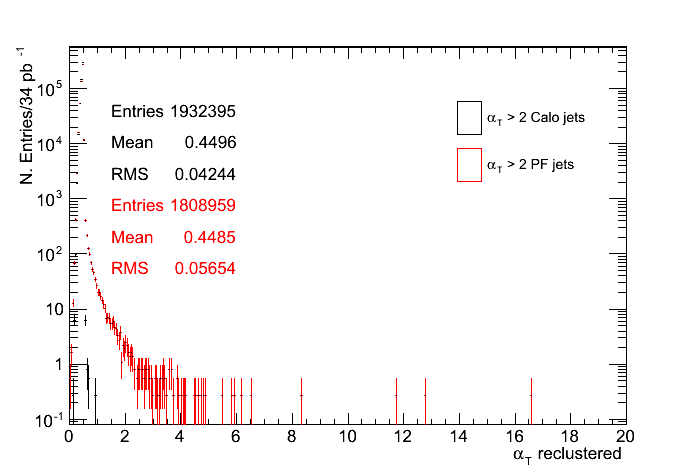 N. Entries/34 pb -1
10^5
10^4
10^3
10^2
10
1
10^-1
Entries 1932395
Mean 0.4496
RMS 0.04244
Entries 1808959
Mean 0.4485
RMS 0.05654
α_T > 2 Calo jets
α_T > 2 PF jets
0 2 4 6 8 10 12 14 16 18 20
α_T reclustered